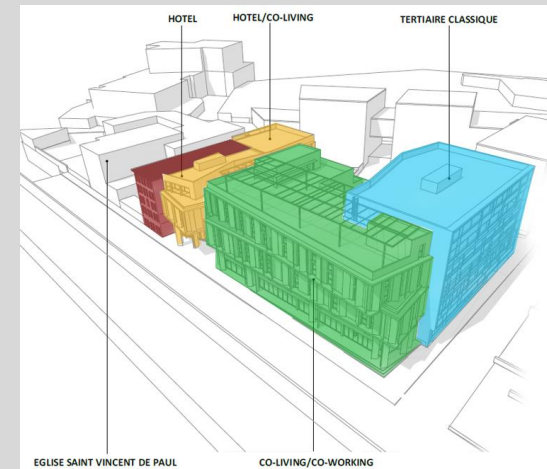 HOTEL
HOTEL/CO-LIVING
TERTIAIRE CLASSIQUE
EGLISE SAINT VINCENT DE PAUL
CO-LIVING/CO-WORKING